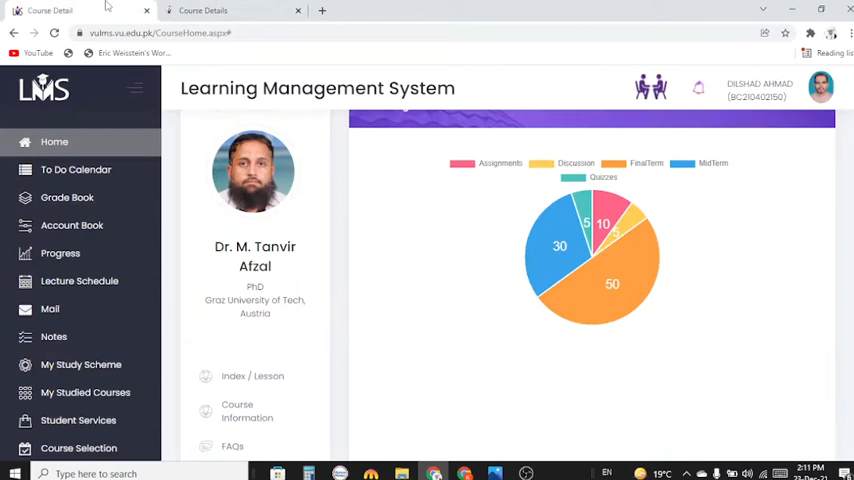 Course Detail
Course Details
vulms.vu.edu.pk/CourseHome.aspx#
YouTube
Eric Weisstein's Wor...
Reading list
LMS
Learning Management System
DILSHAD AHMAD
(BC210402150)
Home
To Do Calendar
Grade Book
Account Book
Progress
Lecture Schedule
Mail
Notes
My Study Scheme
My Studied Courses
Student Services
Course Selection
Dr. M. Tanvir
Afzal
PhD
Graz University of Tech,
Austria
Index / Lesson
Course
Information
FAQs
Assignments
Discussion
FinalTerm
MidTerm
Quizzes
5
10
5
30
50
Type here to search
EN
19°C
2:11 PM
23-Dec-21